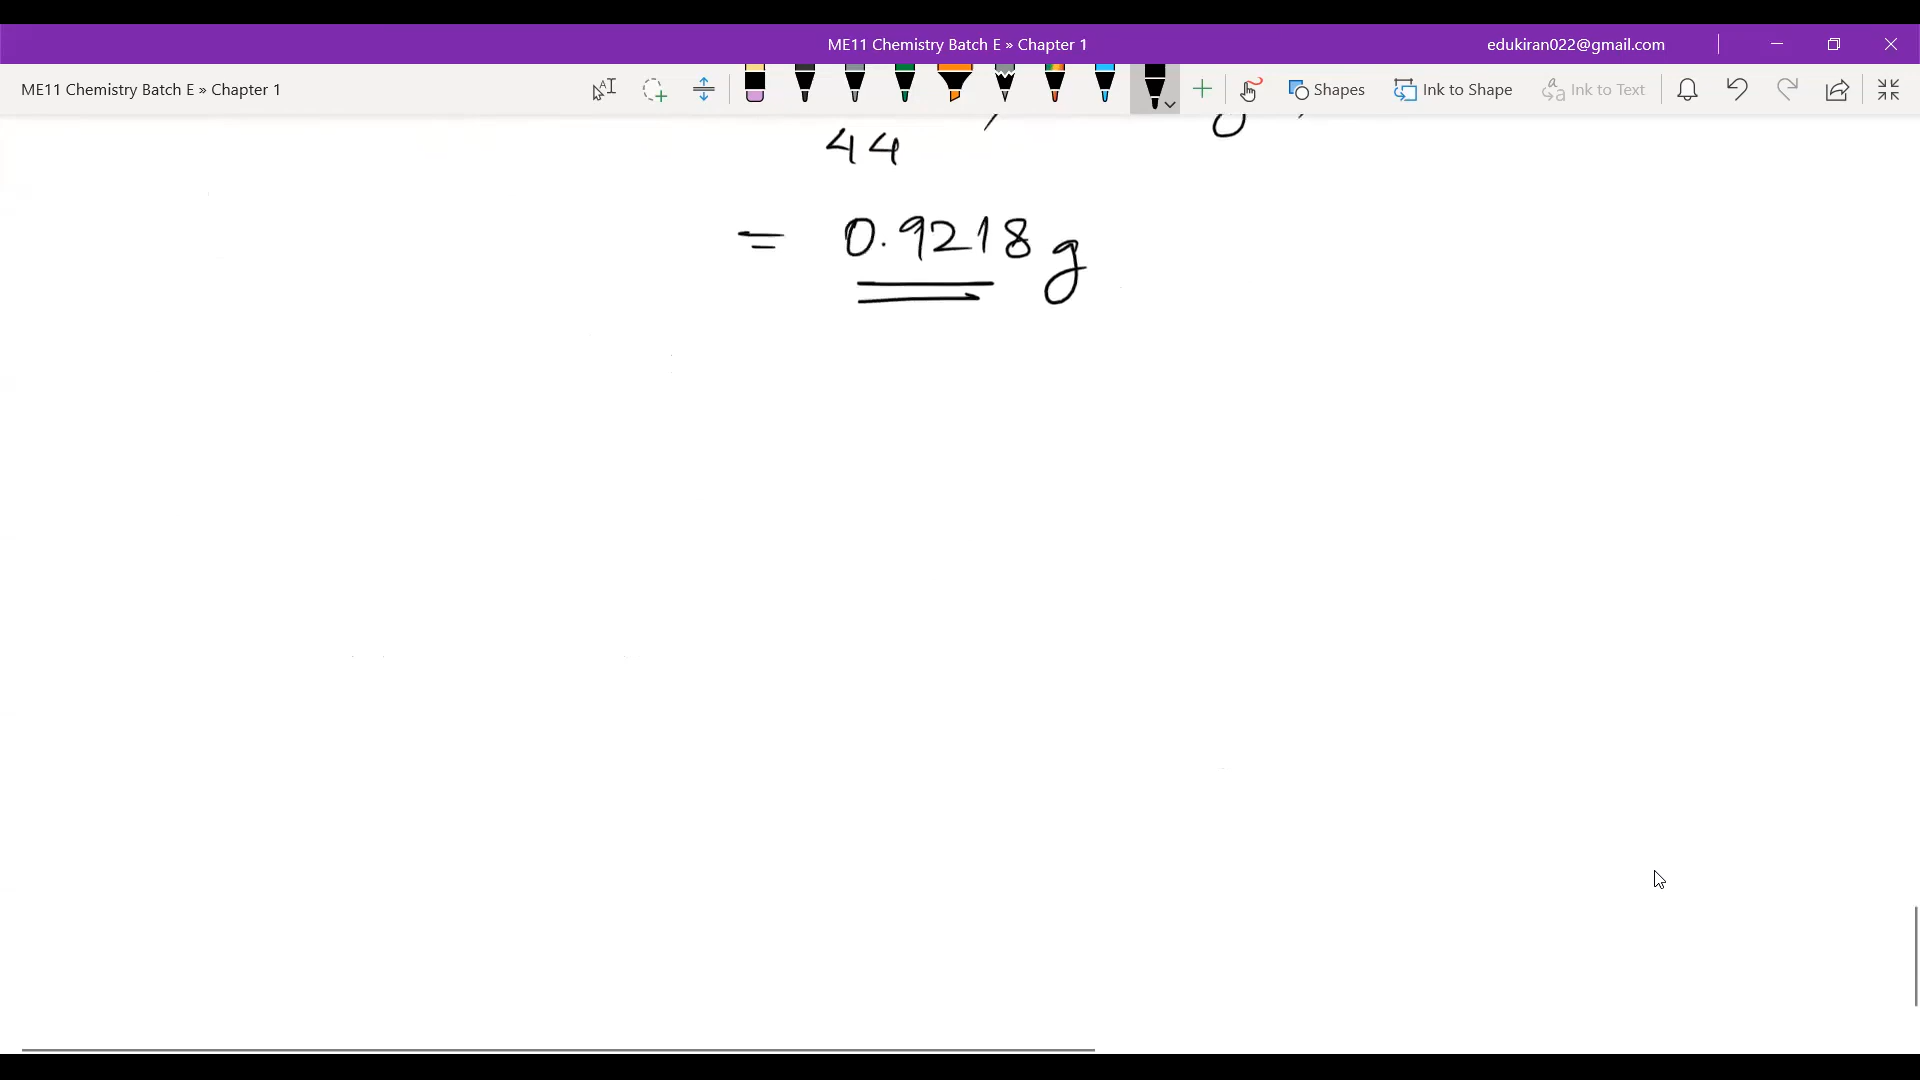 ME11 Chemistry Batch E » Chapter 1
edukiran022@gmail.com
ME11 Chemistry Batch E » Chapter 1
Shapes
Ink to Shape
Ink to Text
44
= 0.9218 g